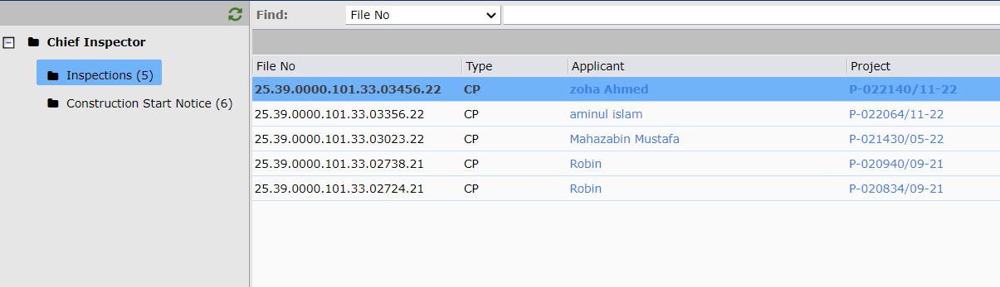 Find: File No
Chief Inspector
Inspections (5)
Construction Start Notice (6)
File No Type Applicant Project
25.39.0000.101.33.03456.22 CP zoha Ahmed P-022140/11-22
25.39.0000.101.33.03356.22 CP aminul islam P-022064/11-22
25.39.0000.101.33.03023.22 CP Mahazabin Mustafa P-021430/05-22
25.39.0000.101.33.02738.21 CP Robin P-020940/09-21
25.39.0000.101.33.02724.21 CP Robin P-020834/09-21